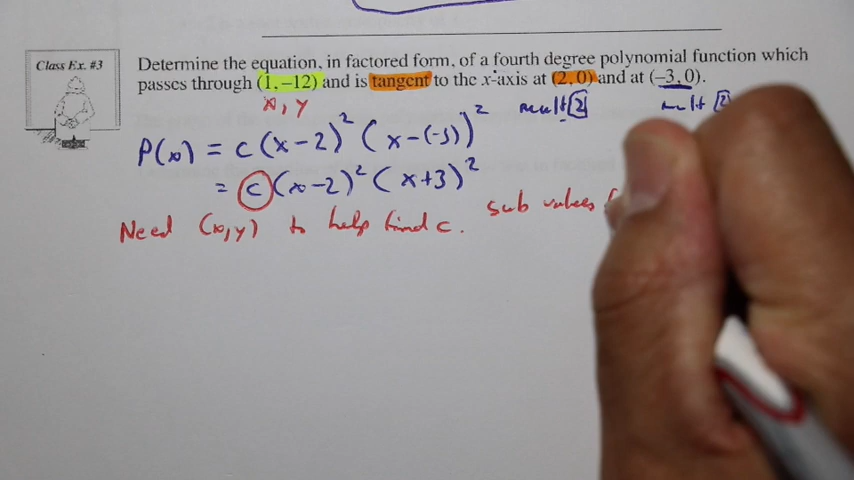 Class Ex. #3
Determine the equation, in factored form, of a fourth degree polynomial function which
passes through (1,−12) and is tangent to the x-axis at (2,0) and at (−3,0).
x, y mult 2 mult 2
P(x) = c(x−2)² (x−(−3))²
= c(x−2)² (x+3)²
Need (x,y) to help find c. sub values